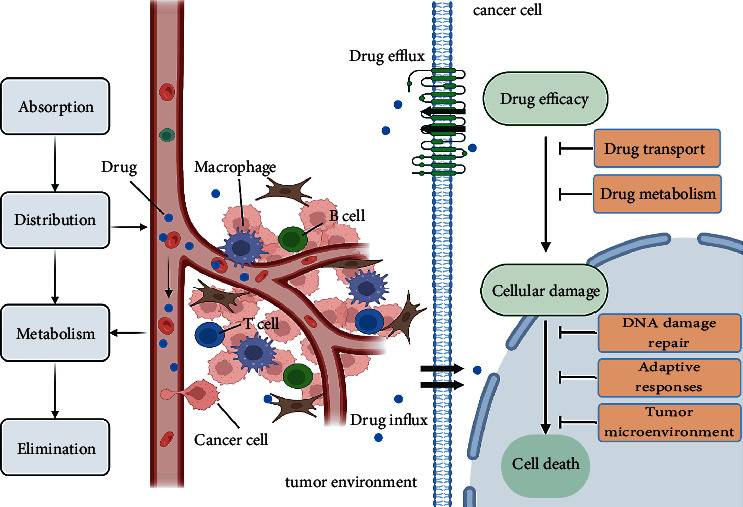 cancer cell
Drug efflux
Absorption
Drug efficacy
Drug transport
Drug
Macrophage
Drug metabolism
Distribution
B cell
Cellular damage
Metabolism
T cell
DNA damage
repair
Adaptive
responses
Tumor
microenvironment
Drug influx
Cancer cell
Elimination
Cell death
tumor environment